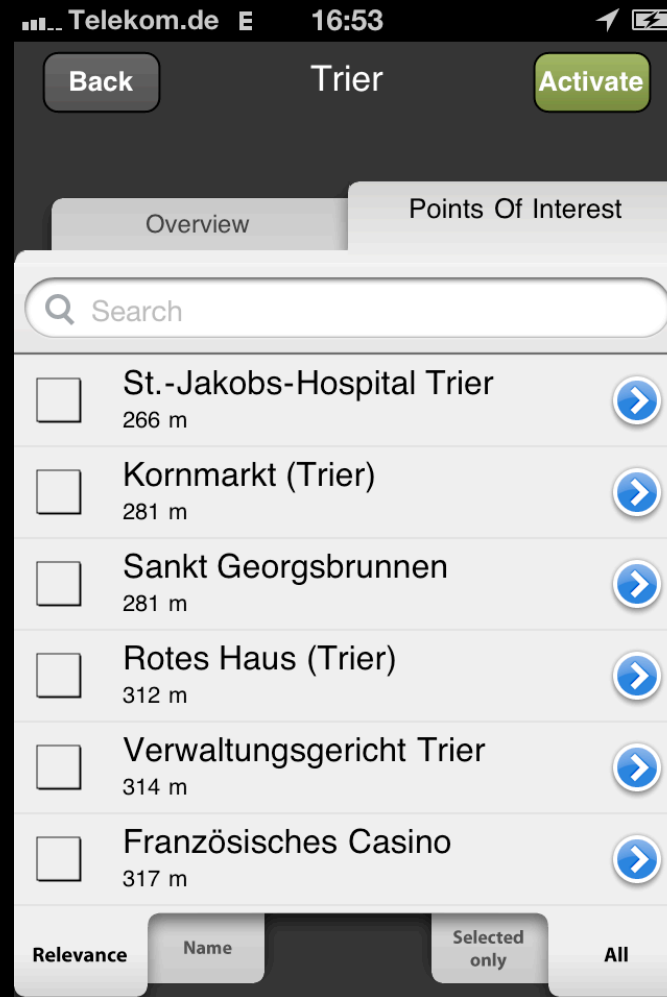 Telekom.de E 16:53
Back Trier Activate
Overview Points Of Interest
Search
St.-Jakobs-Hospital Trier
266 m
Kornmarkt (Trier)
281 m
Sankt Georgsbrunnen
281 m
Rotes Haus (Trier)
312 m
Verwaltungsgericht Trier
314 m
Französisches Casino
317 m
Relevance Name Selected only All